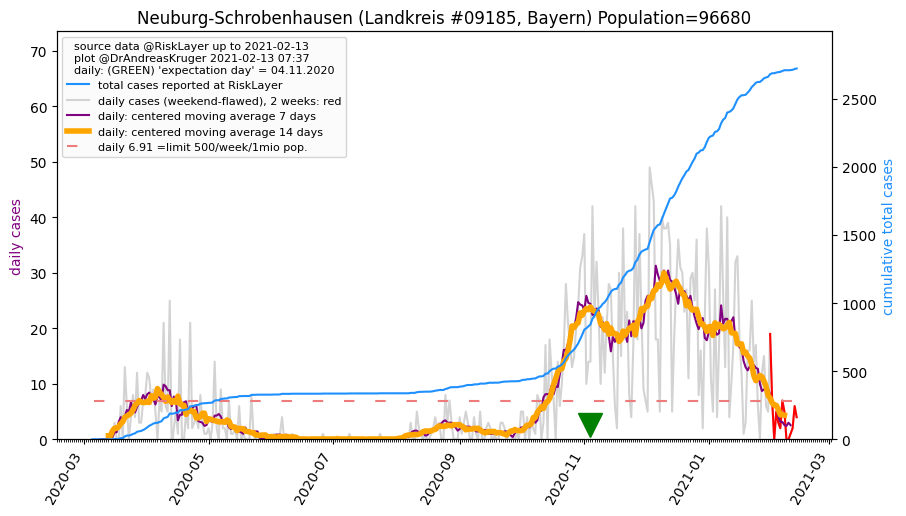 Neuburg-Schrobenhausen (Landkreis #09185, Bayern) Population=96680
source data @RiskLayer up to 2021-02-13
plot @DrAndreasKruger 2021-02-13 07:37
daily: (GREEN) 'expectation day' = 04.11.2020
total cases reported at RiskLayer
daily cases (weekend-flawed), 2 weeks: red
daily: centered moving average 7 days
daily: centered moving average 14 days
daily 6.91 =limit 500/week/1mio pop.
daily cases
70
60
50
40
30
20
10
0
2500
2000
1500
1000
500
0
cumulative total cases
2020-03
2020-05
2020-07
2020-09
2020-11
2021-01
2021-03